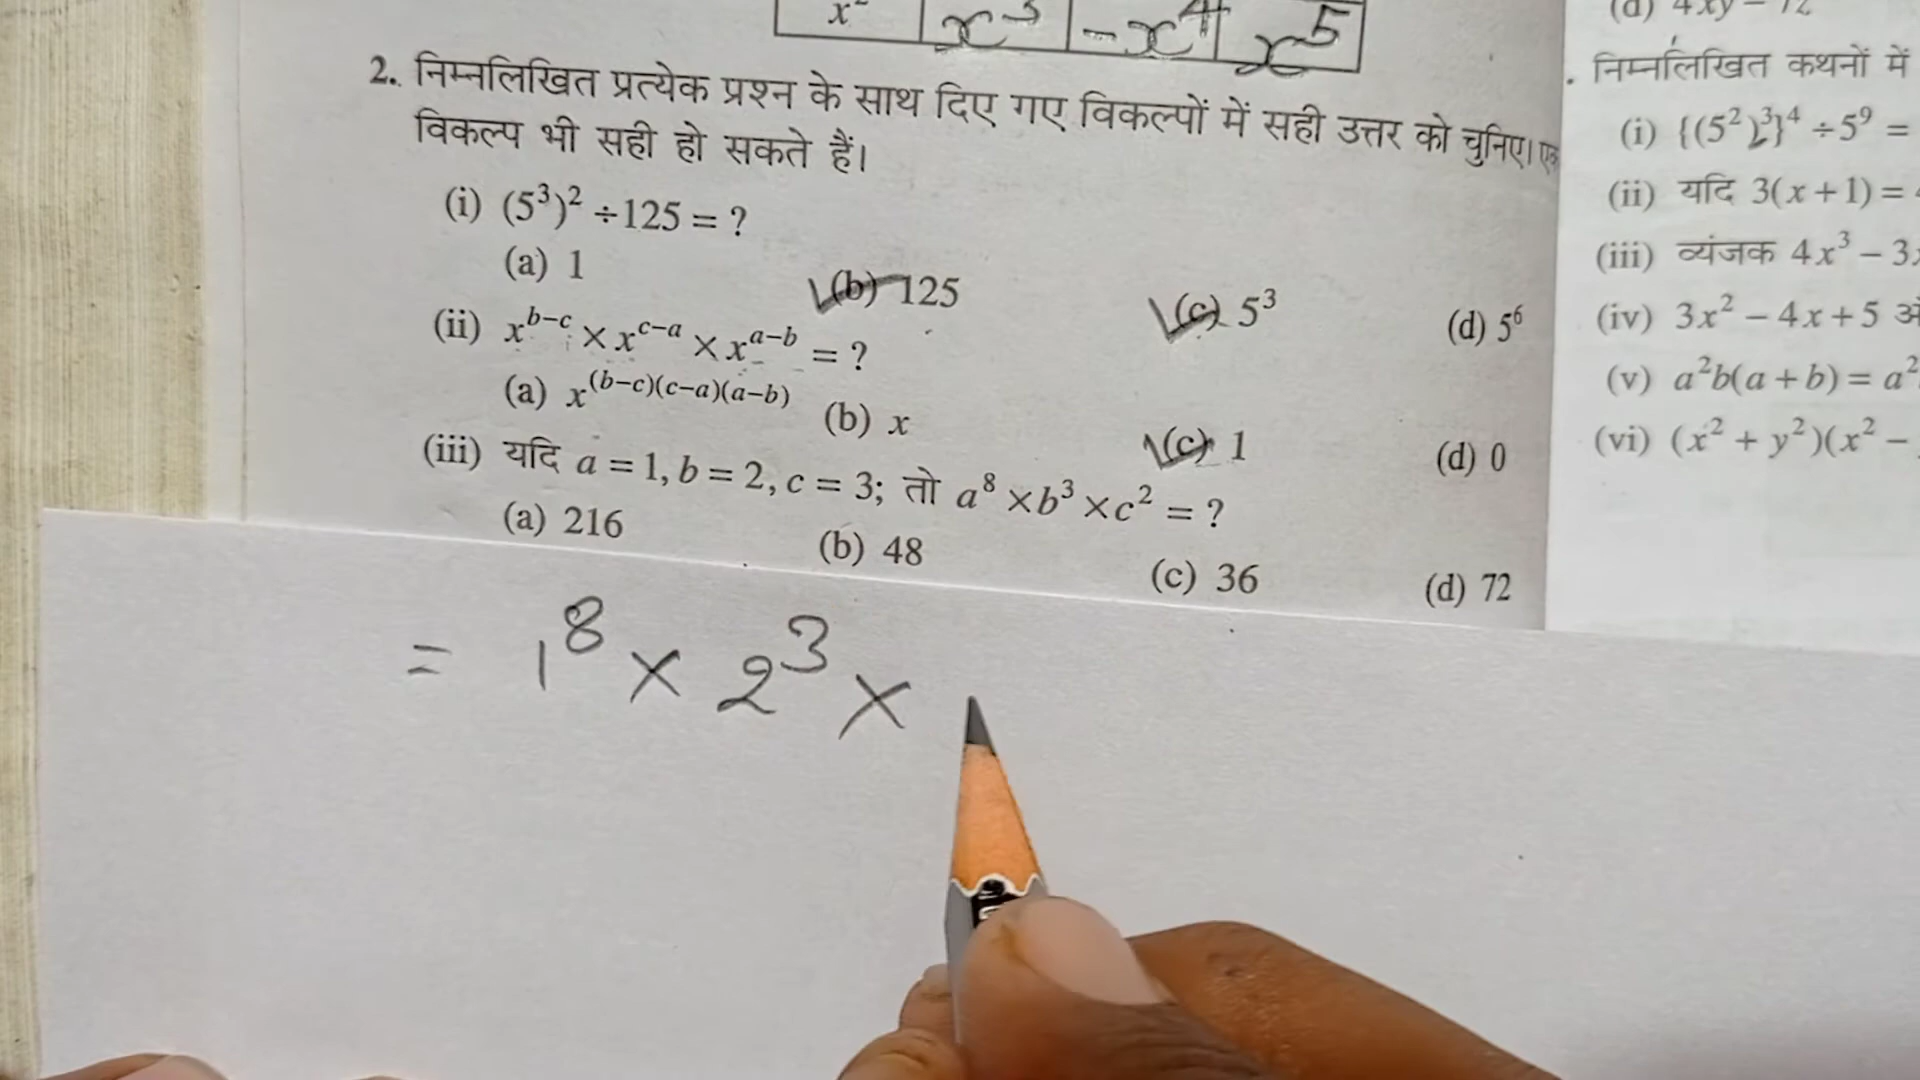 x² x³ -x⁴ x⁵
2. निम्नलिखित प्रत्येक प्रश्न के साथ दिए गए विकल्पों में सही उत्तर को चुनिए। एक
विकल्प भी सही हो सकते हैं।
(i) (5³)² ÷ 125 = ?
(a) 1 (b) 125 (c) 5³ (d) 5⁶
(ii) x^{b-c} × x^{c-a} × x^{a-b} = ?
(a) x^{(b-c)(c-a)(a-b)} (b) x (c) 1 (d) 0
(iii) यदि a = 1, b = 2, c = 3; तो a⁸ × b³ × c² = ?
(a) 216 (b) 48 (c) 36 (d) 72
= 1⁸ × 2³ ×
(d) 4xy - 12
. निम्नलिखित कथनों में
(i) {(5²)³}⁴ ÷ 5⁹ =
(ii) यदि 3(x + 1) =
(iii) व्यंजक 4x³ - 3
(iv) 3x² - 4x + 5
(v) a²b(a + b) = a²
(vi) (x² + y²)(x² -